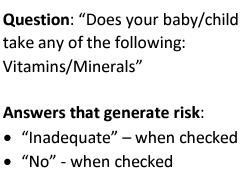 Question: “Does your baby/child
take any of the following:
Vitamins/Minerals”
Answers that generate risk:
• “Inadequate” – when checked
• “No” - when checked